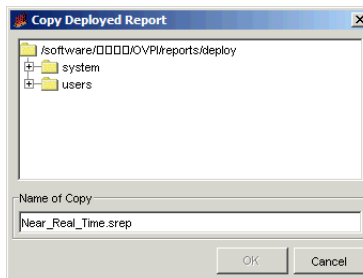 Copy Deployed Report
/software/□□□□/OVPI/reports/deploy
system
users
Name of Copy
Near_Real_Time.srep
OK
Cancel